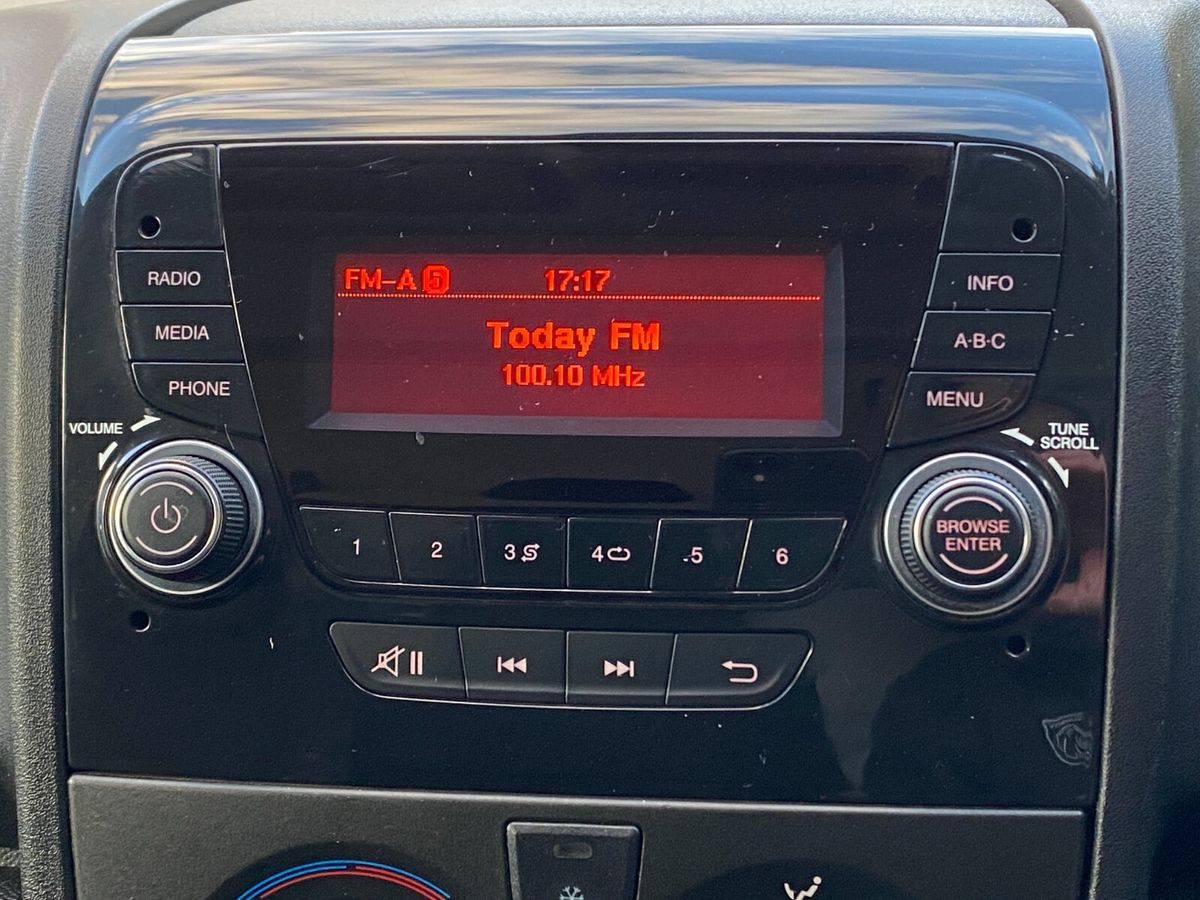 RADIO
MEDIA
PHONE
VOLUME
FM-A 5 17:17
Today FM
100.10 MHz
INFO
A·B·C
MENU
TUNE
SCROLL
BROWSE
ENTER
1 2 3 4 5 6